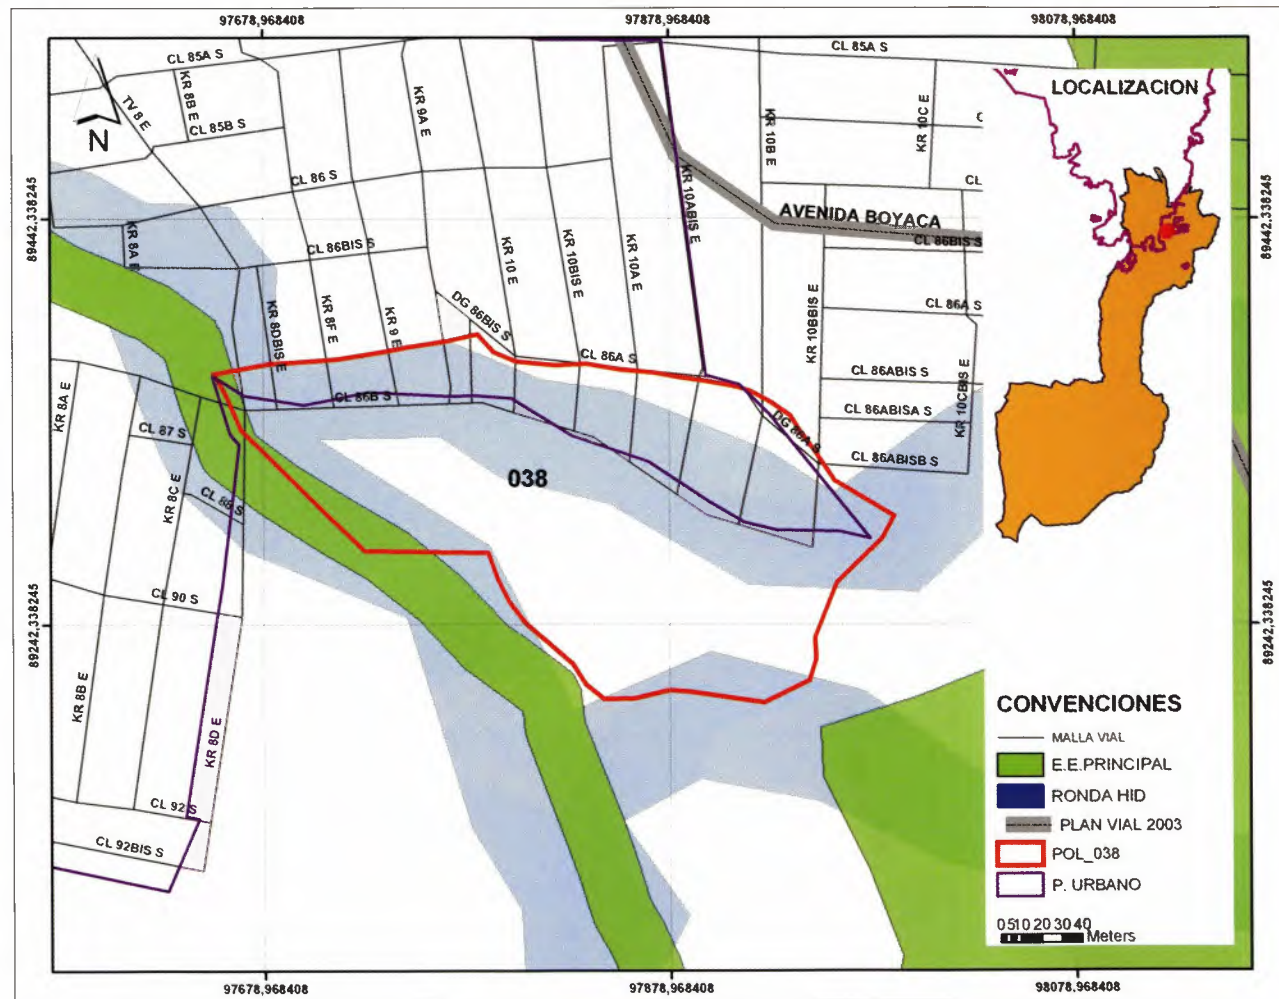 97678,968408
97878,968408
98078,968408
CL 85A S
CL 85A S
LOCALIZACION
TV 8 E
KR 8B E
KR 9A E
KR 10B E
KR 10C E
CL 85B S
C
N
CL 86 S
KR 10ABIS E
CL
89442,338245
89442,338245
AVENIDA BOYACA
KR 8A E
CL 86BIS S
CL 86BIS S
KR 10 E
KR 10BIS E
KR 10A E
DG 86BIS S
CL 86A S
KR 8DBIS E
KR 8F E
KR 9 E
KR 10BBIS E
CL 86A S
CL 86ABIS S
KR 8A E
CL 86B S
DG 86A S
CL 86ABISA S
KR 10CBIS E
CL 87 S
CL 86ABISB S
KR 8C E
038
CL 88 S
CL 90 S
89242,338245
89242,338245
KR 8B E
KR 8D E
CONVENCIONES
MALLA VIAL
E.E.PRINCIPAL
RONDA HID
CL 92 S
PLAN VIAL 2003
CL 92BIS S
POL_038
P. URBANO
0 510 20 30 40
Meters
97678,968408
97878,968408
98078,968408